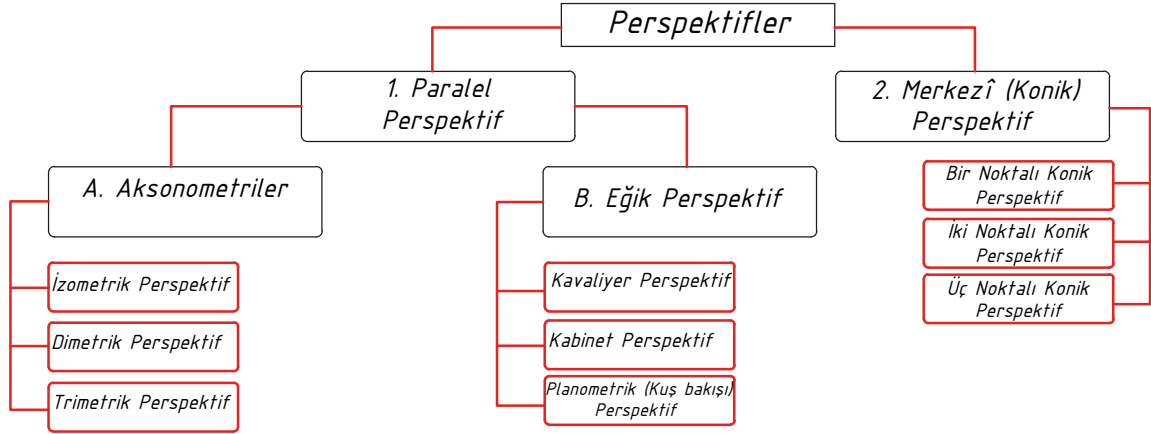 Perspektifler
1. Paralel
Perspektif
A. Aksonometriler
İzometrik Perspektif
Dimetrik Perspektif
Trimetrik Perspektif
B. Eğik Perspektif
Kavaliyer Perspektif
Kabinet Perspektif
Planometrik (Kuş bakışı)
Perspektif
2. Merkezî (Konik)
Perspektif
Bir Noktalı Konik
Perspektif
İki Noktalı Konik
Perspektif
Üç Noktalı Konik
Perspektif